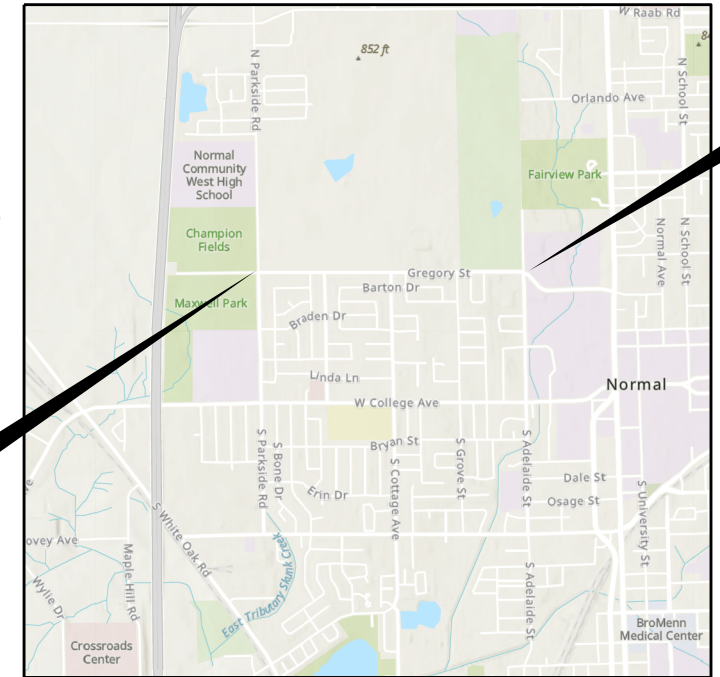 W Raab Rd
852 ft
N Parkside Rd
N School St
Orlando Ave
Normal
Community
West High
School
Fairview Park
Champion
Fields
Normal Ave
N School St
Gregory St
Barton Dr
Maxwell Park
Braden Dr
Linda Ln
Normal
W College Ave
S Parkside Rd
S Bone Dr
Bryan St
S Cottage Ave
S Grove St
S Adelaide St
Dale St
Erin Dr
Osage St
S University St
S White Oak Rd
ovey Ave
Maple Hill Rd
East Tributary Skunk Creek
S Adelaide St
Wylie Dr
BroMenn
Medical Center
Crossroads
Center